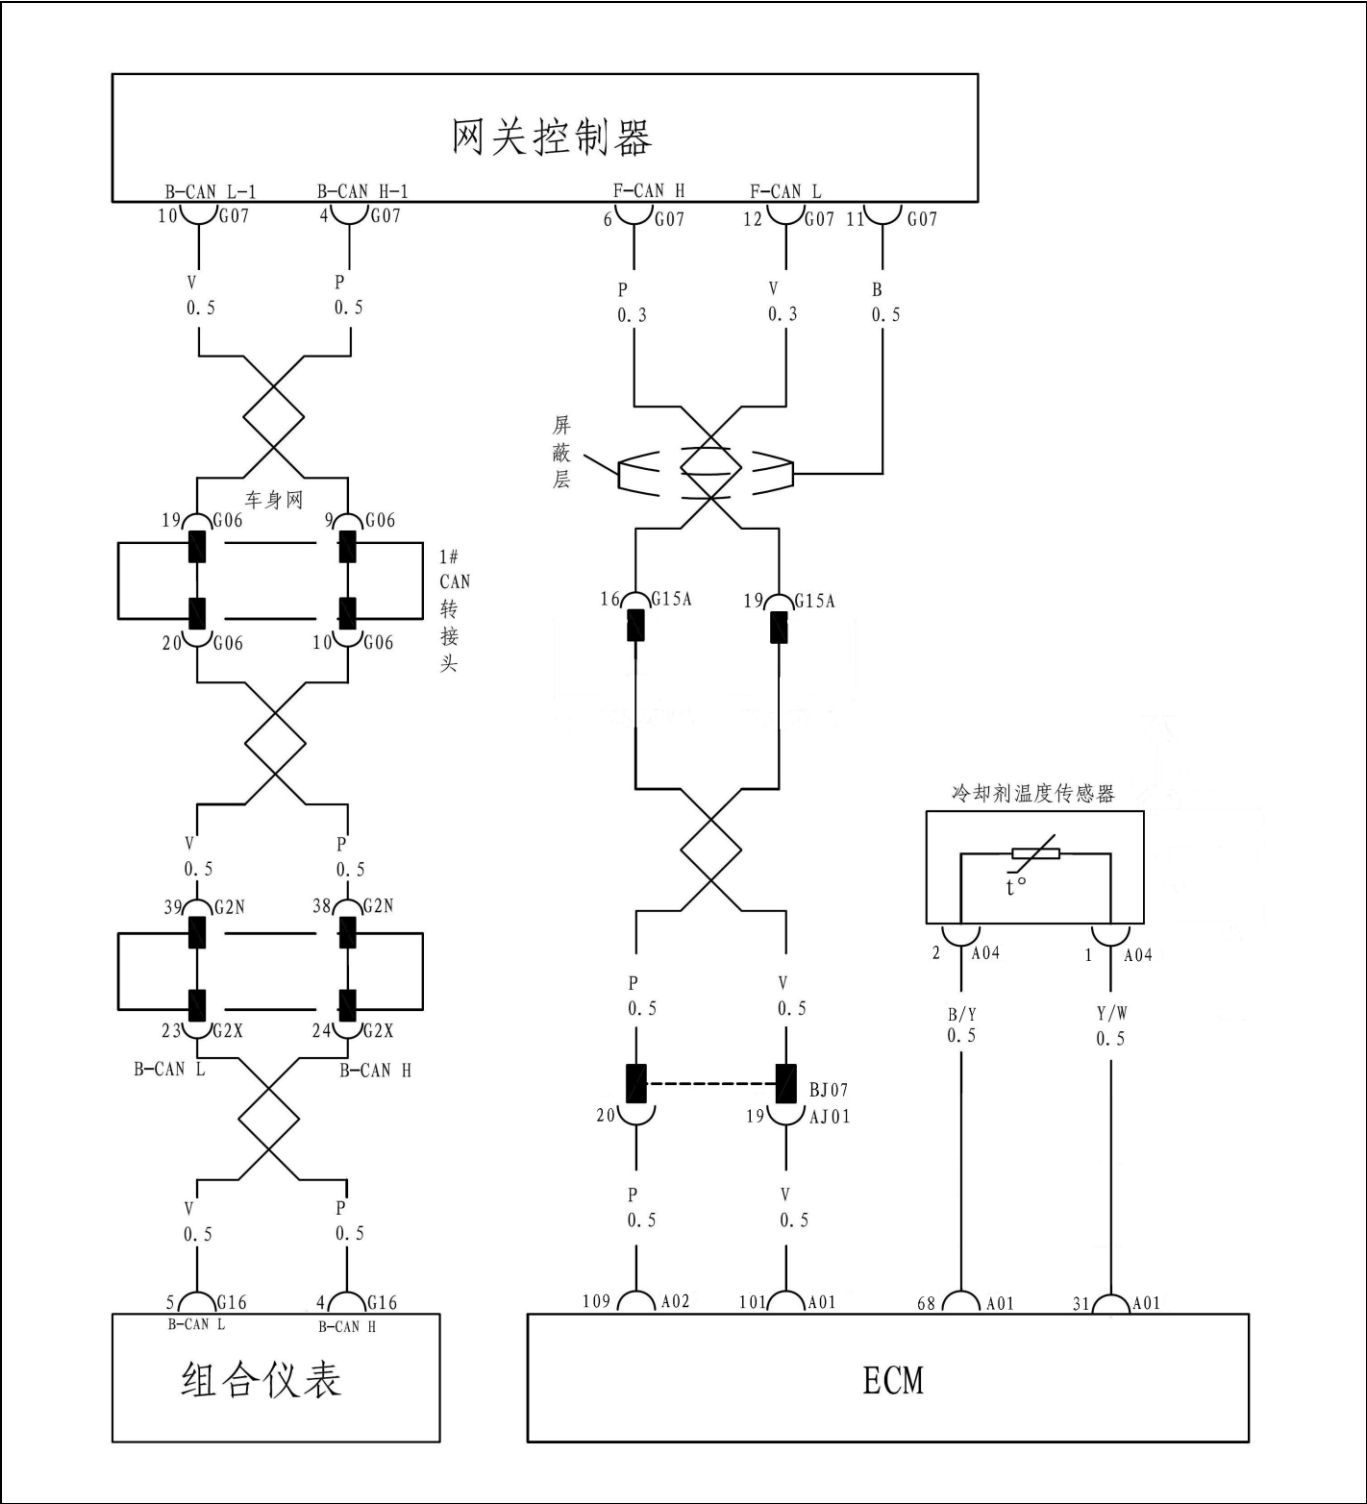 网关控制器
B-CAN L-1
B-CAN H-1
F-CAN H
F-CAN L
10 G07
4 G07
6 G07
12 G07
11 G07
V
0.5
P
0.5
P
0.3
V
0.3
B
0.5
屏蔽层
车身网
19 G06
9 G06
1#
CAN
转
接
头
20 G06
10 G06
16 G15A
19 G15A
冷却剂温度传感器
t°
V
0.5
P
0.5
39 G2N
38 G2N
2 A04
1 A04
23 G2X
24 G2X
B-CAN L
B-CAN H
P
0.5
V
0.5
B/Y
0.5
Y/W
0.5
BJ07
20
19 AJ01
V
0.5
P
0.5
P
0.5
V
0.5
5 G16
4 G16
109 A02
101 A01
68 A01
31 A01
B-CAN L
B-CAN H
组合仪表
ECM